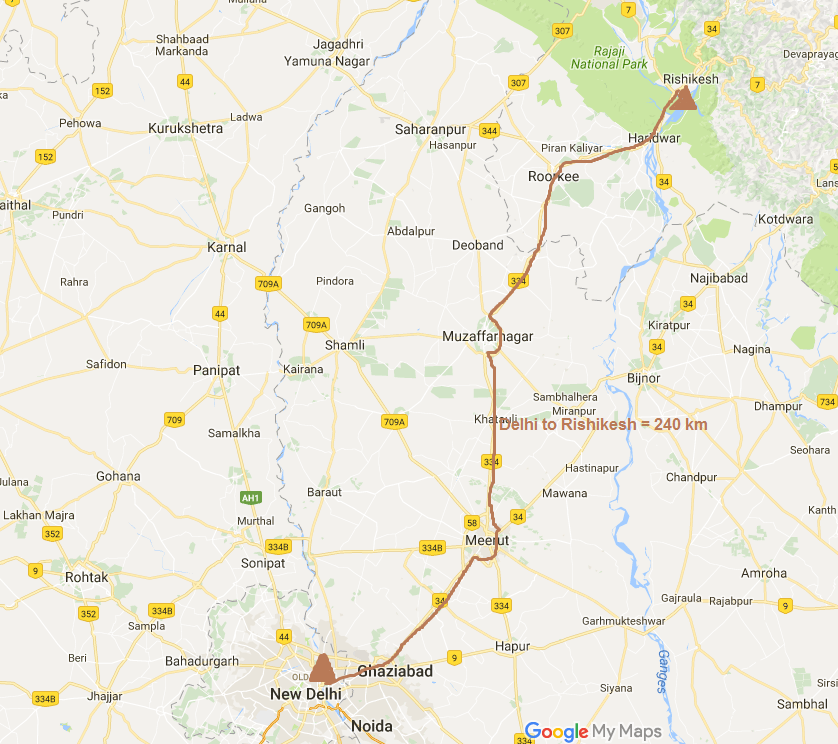 7
307
34
Shahbaad
Markanda
Jagadhri
Yamuna Nagar
Rajaji
National Park
Devaprayag
44
152
307
Rishikesh
7
Pehowa
Ladwa
Kurukshetra
Saharanpur
344
Hasanpur
Haridwar
152
Piran Kaliyar
Roorkee
34
Pundri
Gangoh
Kotdwara
Karnal
Abdalpur
Deoband
Rahra
709A
Pindora
334
Najibabad
44
709A
34
Kiratpur
Muzaffarnagar
Shamli
34
Nagina
Safidon
Panipat
Kairana
Bijnor
Sambhalhera
Miranpur
Dhampur
734
709
709A
Khatauli
Delhi to Rishikesh = 240 km
Samalkha
Seohara
334
Hastinapur
Gohana
Chandpur
Baraut
Mawana
AH1
Lakhan Majra
Murthal
58
34
Kanth
352
334B
334B
Meerut
Sonipat
9
Rohtak
Amroha
352
334B
34
334
Gajraula
Rajabpur
9
Sampla
Garhmukteshwar
44
Hapur
Beri
Bahadurgarh
Ghaziabad
9
Ganges
OLD
334B
Jhajjar
New Delhi
Siyana
Sambhal
Noida
334
Google My Maps